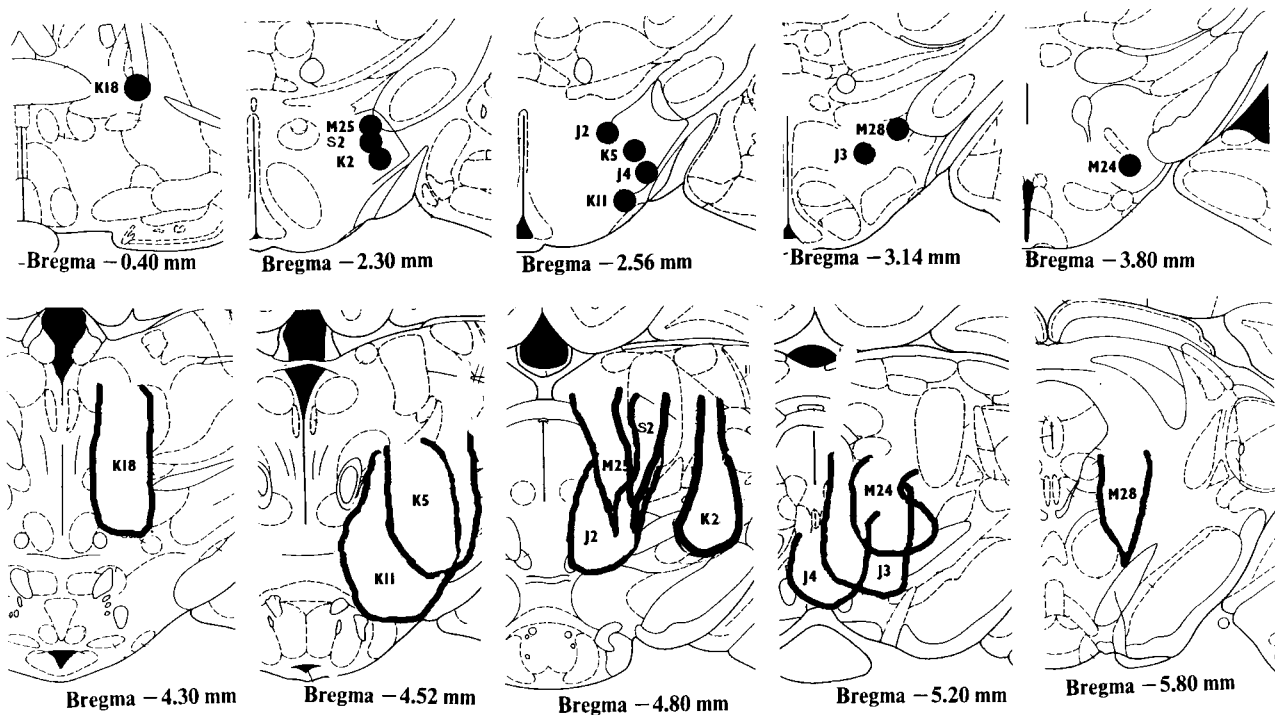 K18
M25
S2
K2
J2
K5
J4
K11
M28
J3
M24
Bregma −0.40 mm
Bregma −2.30 mm
Bregma −2.56 mm
Bregma −3.14 mm
Bregma −3.80 mm
K18
K5
K11
S2
M25
J2
K2
M24
J4
J3
M28
Bregma −4.30 mm
Bregma −4.52 mm
Bregma −4.80 mm
Bregma −5.20 mm
Bregma −5.80 mm